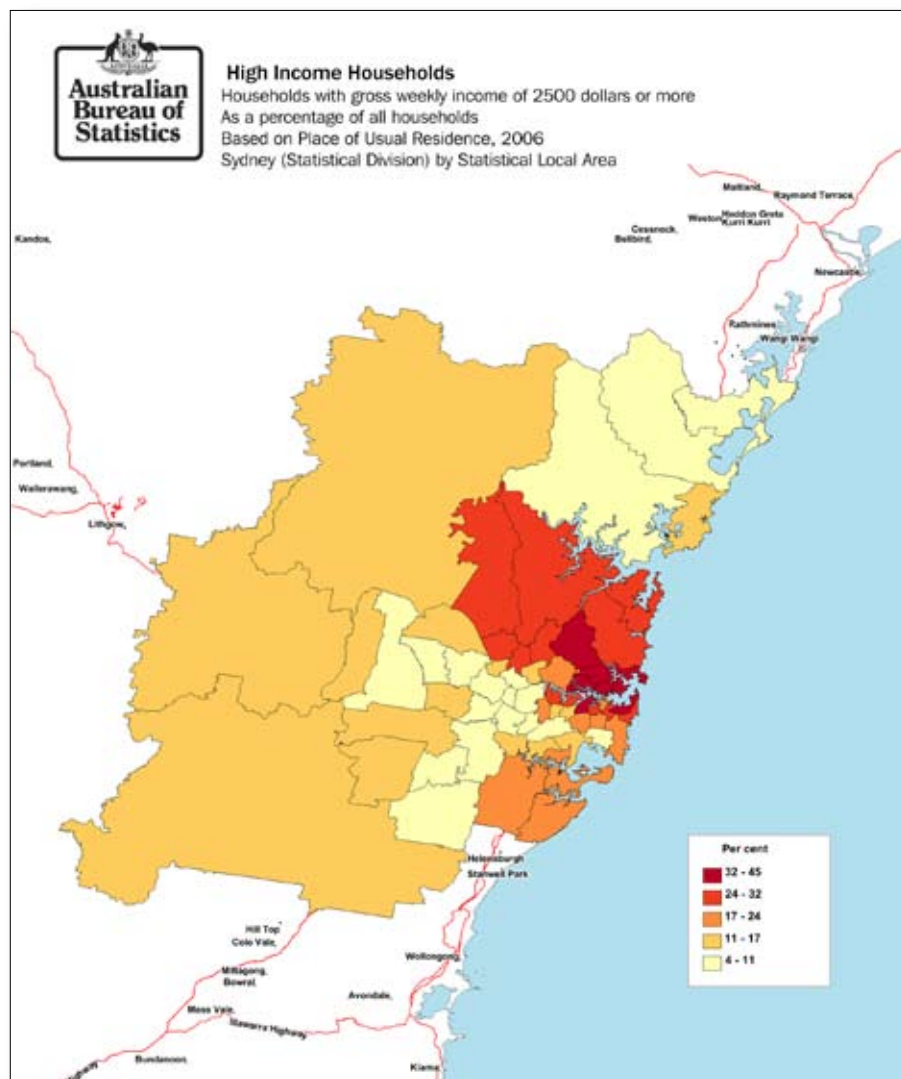 Australian
Bureau of
Statistics
High Income Households
Households with gross weekly income of 2500 dollars or more
As a percentage of all households
Based on Place of Usual Residence, 2006
Sydney (Statistical Division) by Statistical Local Area
Maitland,
Raymond Terrace,
Weston
Heddon Greta
Kurri Kurri
Cessnock,
Bellbird,
Kandos,
Newcastle,
Rathmines
Wangi Wangi
Portland,
Wallerawang,
Lithgow,
Helensburgh
Stanwell Park
Per cent
32 - 45
24 - 32
17 - 24
11 - 17
4 - 11
Hill Top
Colo Vale,
Mittagong,
Bowral,
Wollongong,
Avondale,
Moss Vale,
Illawarra Highway
Bundanoon
Kiama,